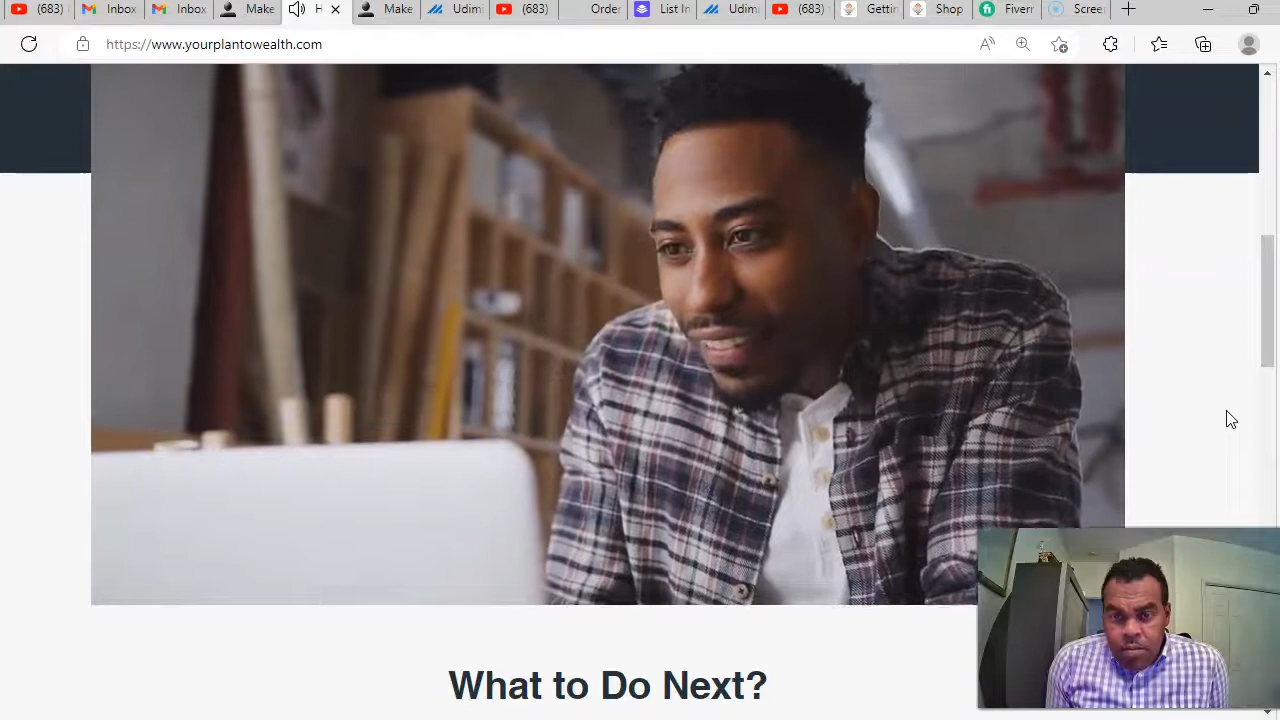 (683)
Inbox
Inbox
Make
H
Make
Udimi
(683)
Order
List In
Udim
(683)
Gettin
Shop
Fiverr
Scree
https://www.yourplantowealth.com
What to Do Next?